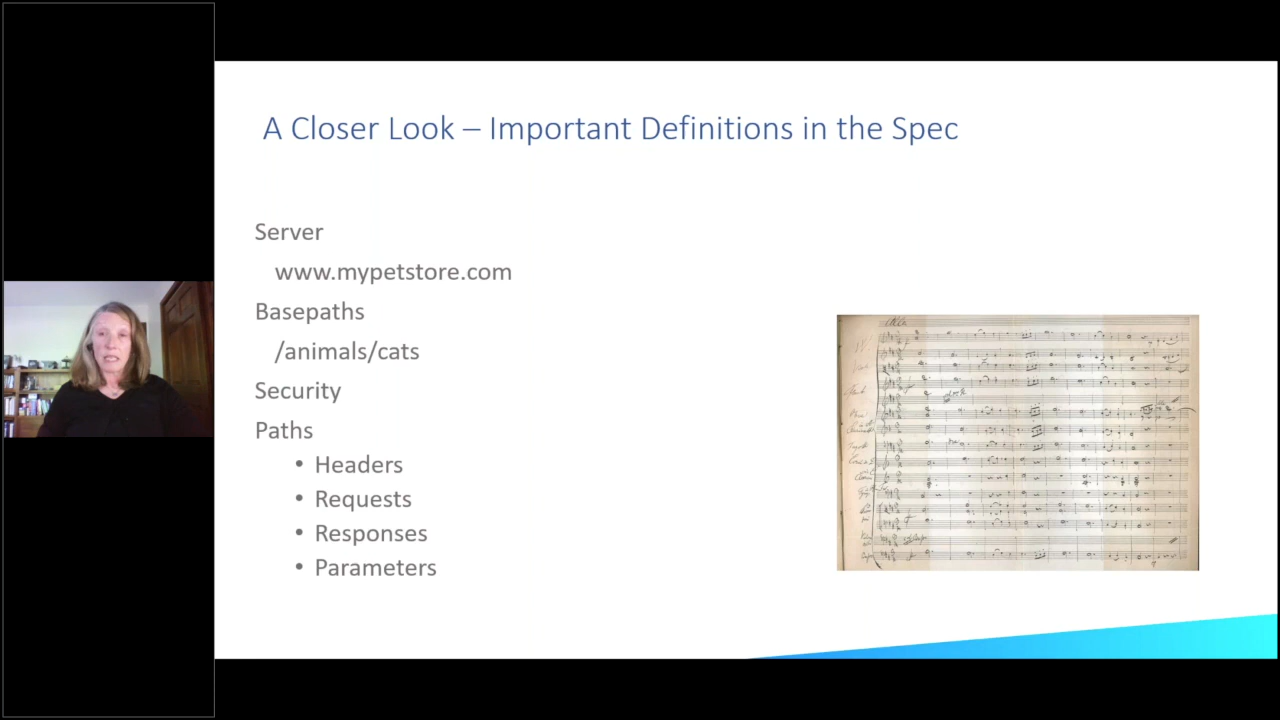 A Closer Look – Important Definitions in the Spec
Server
www.mypetstore.com
Basepaths
/animals/cats
Security
Paths
• Headers
• Requests
• Responses
• Parameters